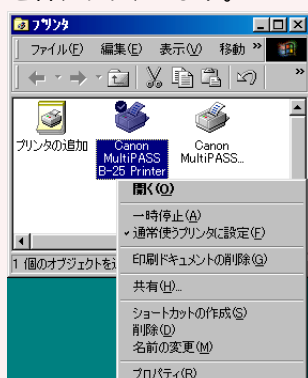 プリンタ
ファイル(F) 編集(E) 表示(V) 移動 »
»
プリンタの追加
Canon
MultiPASS
B-25 Printer
Canon
MultiPASS...
開く(O)
一時停止(A)
通常使うプリンタに設定(F)
印刷ドキュメントの削除(G)
共有(H)...
ショートカットの作成(S)
削除(D)
名前の変更(M)
プロパティ(R)
1 個のオブジェクトを